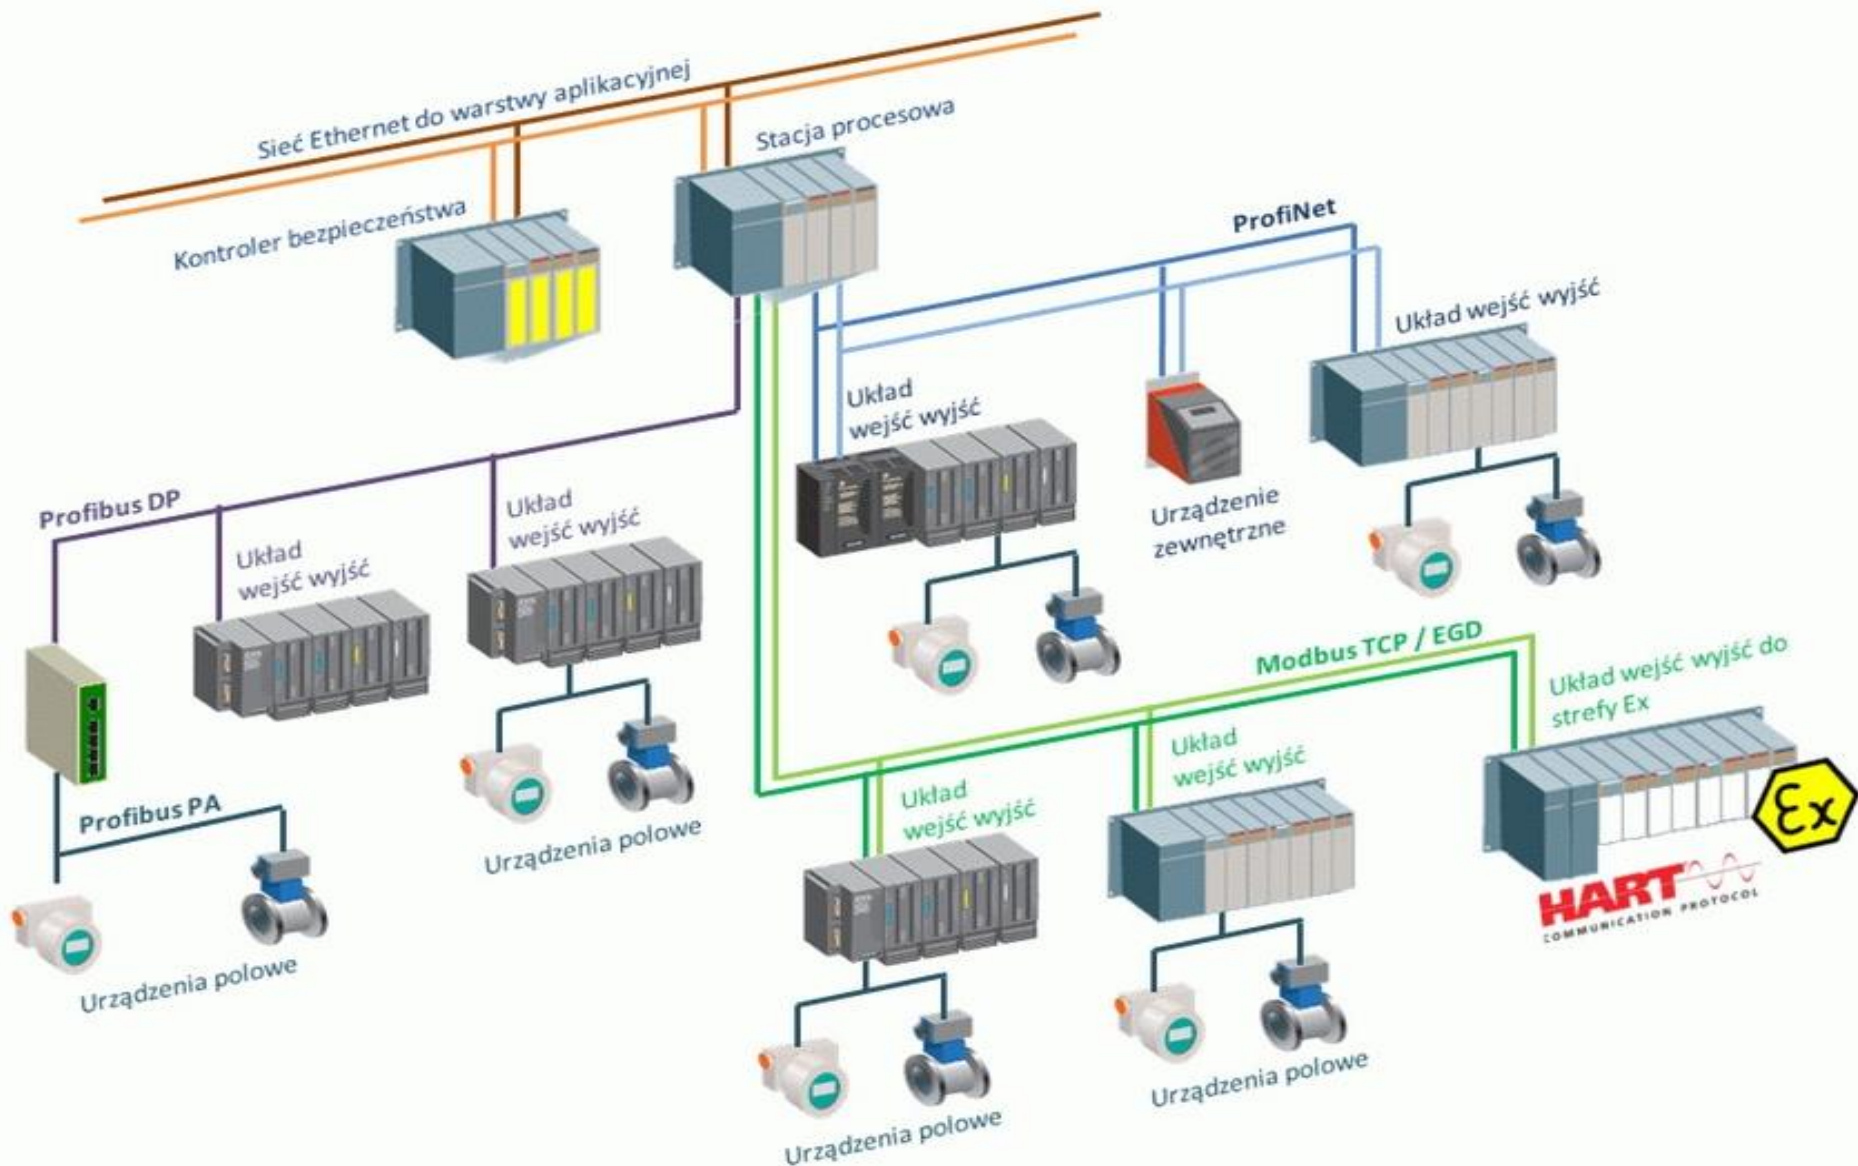 Sieć Ethernet do warstwy aplikacyjnej
Stacja procesowa
Kontroler bezpieczeństwa
ProfiNet
Układ wejść wyjść
Układ
wejść wyjść
Urządzenie
zewnętrzne
Profibus DP
Układ
wejść wyjść
Układ
wejść wyjść
Modbus TCP / EGD
Układ wejść wyjść do
strefy Ex
Układ
wejść wyjść
Układ
wejść wyjść
Profibus PA
Urządzenia polowe
Ex
HART
COMMUNICATION PROTOCOL
Urządzenia polowe
Urządzenia polowe
Urządzenia polowe